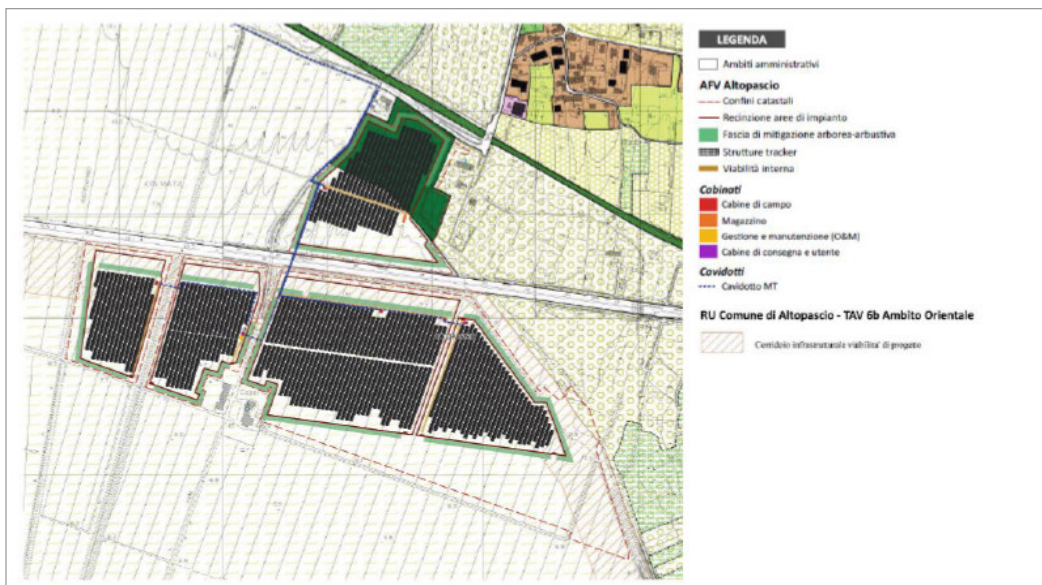 LEGENDA
Ambiti amministrativi
AFV Altopascio
Confini catastali
Recinzione aree di impianto
Fascia di mitigazione arborea-arbustiva
Strutture tracker
Viabilità interna
Cabinati
Cabine di campo
Magazzino
Gestione e manutenzione (O&M)
Cabine di consegna e utente
Cavidotti
Cavidotto MT
RU Comune di Altopascio - TAV 6b Ambito Orientale
Corridoio infrastrutturale viabilita' di progetto